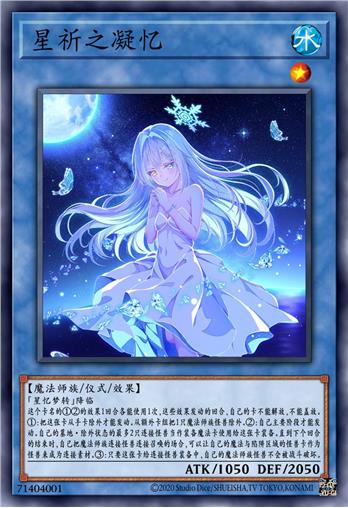 星祈之凝忆
水
【魔法师族/仪式/效果】
「星忆梦转」降临
这个卡名的①②的效果1回合各能使用1次，这些效果发动的回合，自己的卡不能解放，不能盖放。
①：把这张卡从手卡除外才能发动。从额外卡组把1只魔法师族怪兽除外。②：自己主要阶段才能发
动。自己的墓地·除外状态的最多2只连接怪兽当作装备魔法卡使用给这张卡装备。直到下个回合
的结束时，自己把魔法师族连接怪兽连接召唤的场合，可以让自己的魔法与陷阱区域的怪兽卡作为
怪兽来成为连接素材。③：只要这张卡给连接怪兽装备中，自己的魔法师族怪兽不会被战斗破坏。
ATK/1050 DEF/2050
71404001
©2020 Studio Dice/SHUEISHA,TV TOKYO,KONAMI